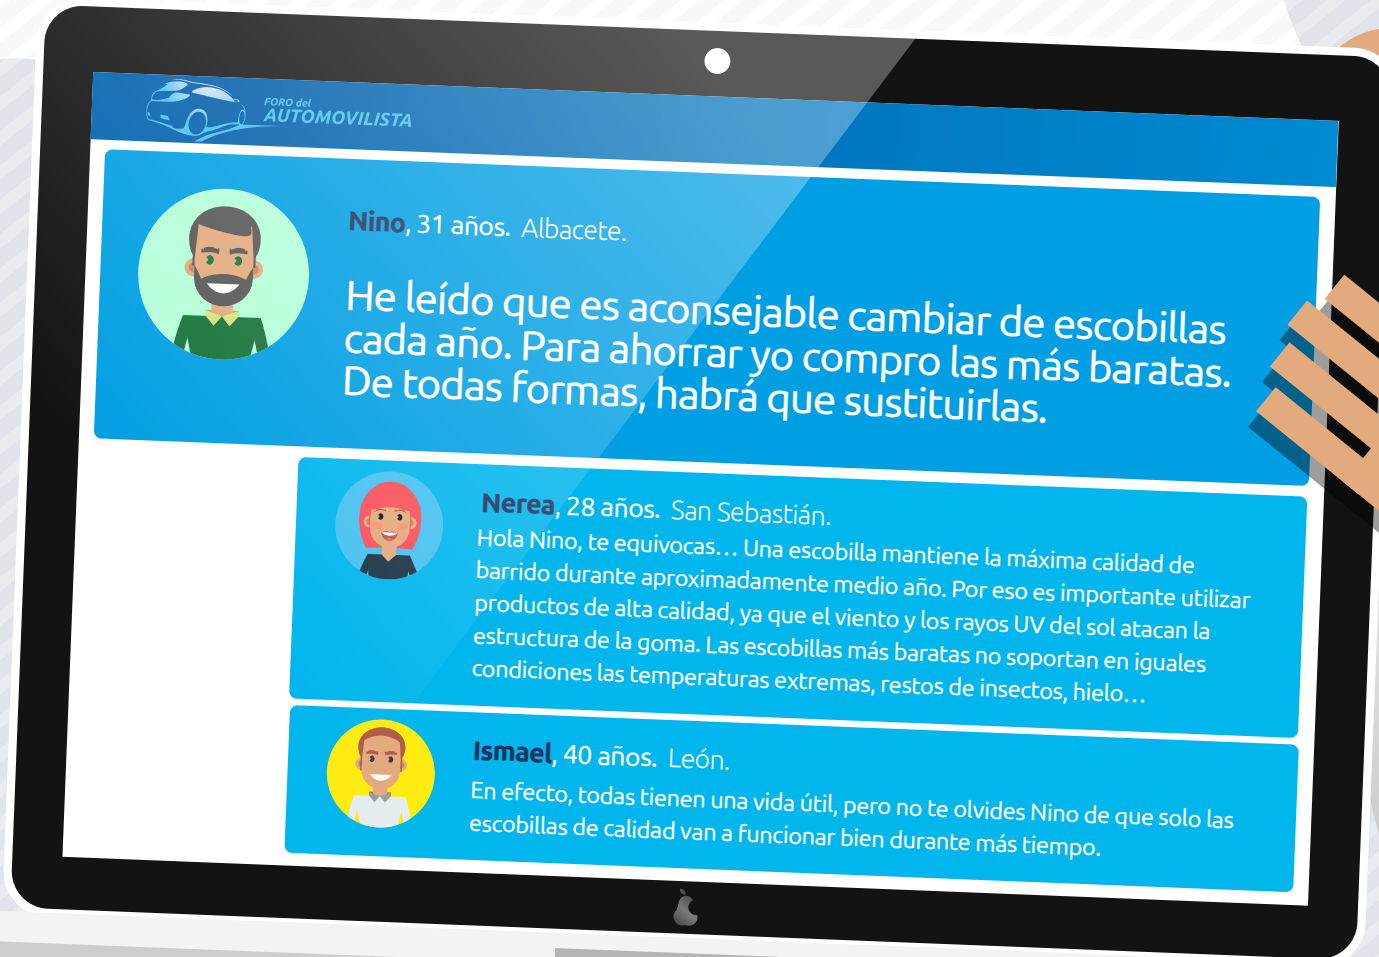 FORO del
AUTOMOVILISTA
Nino, 31 años. Albacete.
He leído que es aconsejable cambiar de escobillas
cada año. Para ahorrar yo compro las más baratas.
De todas formas, habrá que sustituirlas.
Nerea, 28 años. San Sebastián.
Hola Nino, te equivocas... Una escobilla mantiene la máxima calidad de
barrido durante aproximadamente medio año. Por eso es importante utilizar
productos de alta calidad, ya que el viento y los rayos UV del sol atacan la
estructura de la goma. Las escobillas más baratas no soportan en iguales
condiciones las temperaturas extremas, restos de insectos, hielo...
Ismael, 40 años. León.
En efecto, todas tienen una vida útil, pero no te olvides Nino de que solo las
escobillas de calidad van a funcionar bien durante más tiempo.